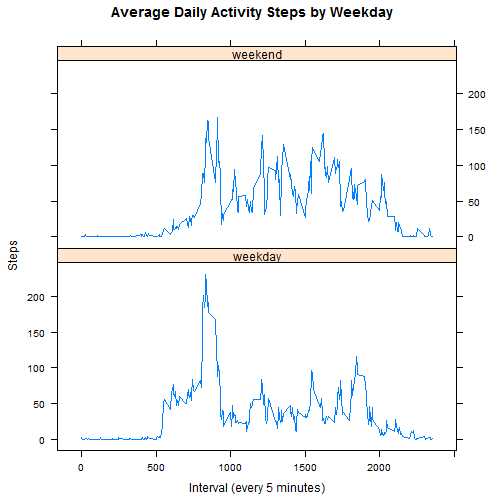 Average Daily Activity Steps by Weekday
weekend
200
150
100
50
0
Steps
weekday
200
150
100
50
0
0 500 1000 1500 2000
Interval (every 5 minutes)